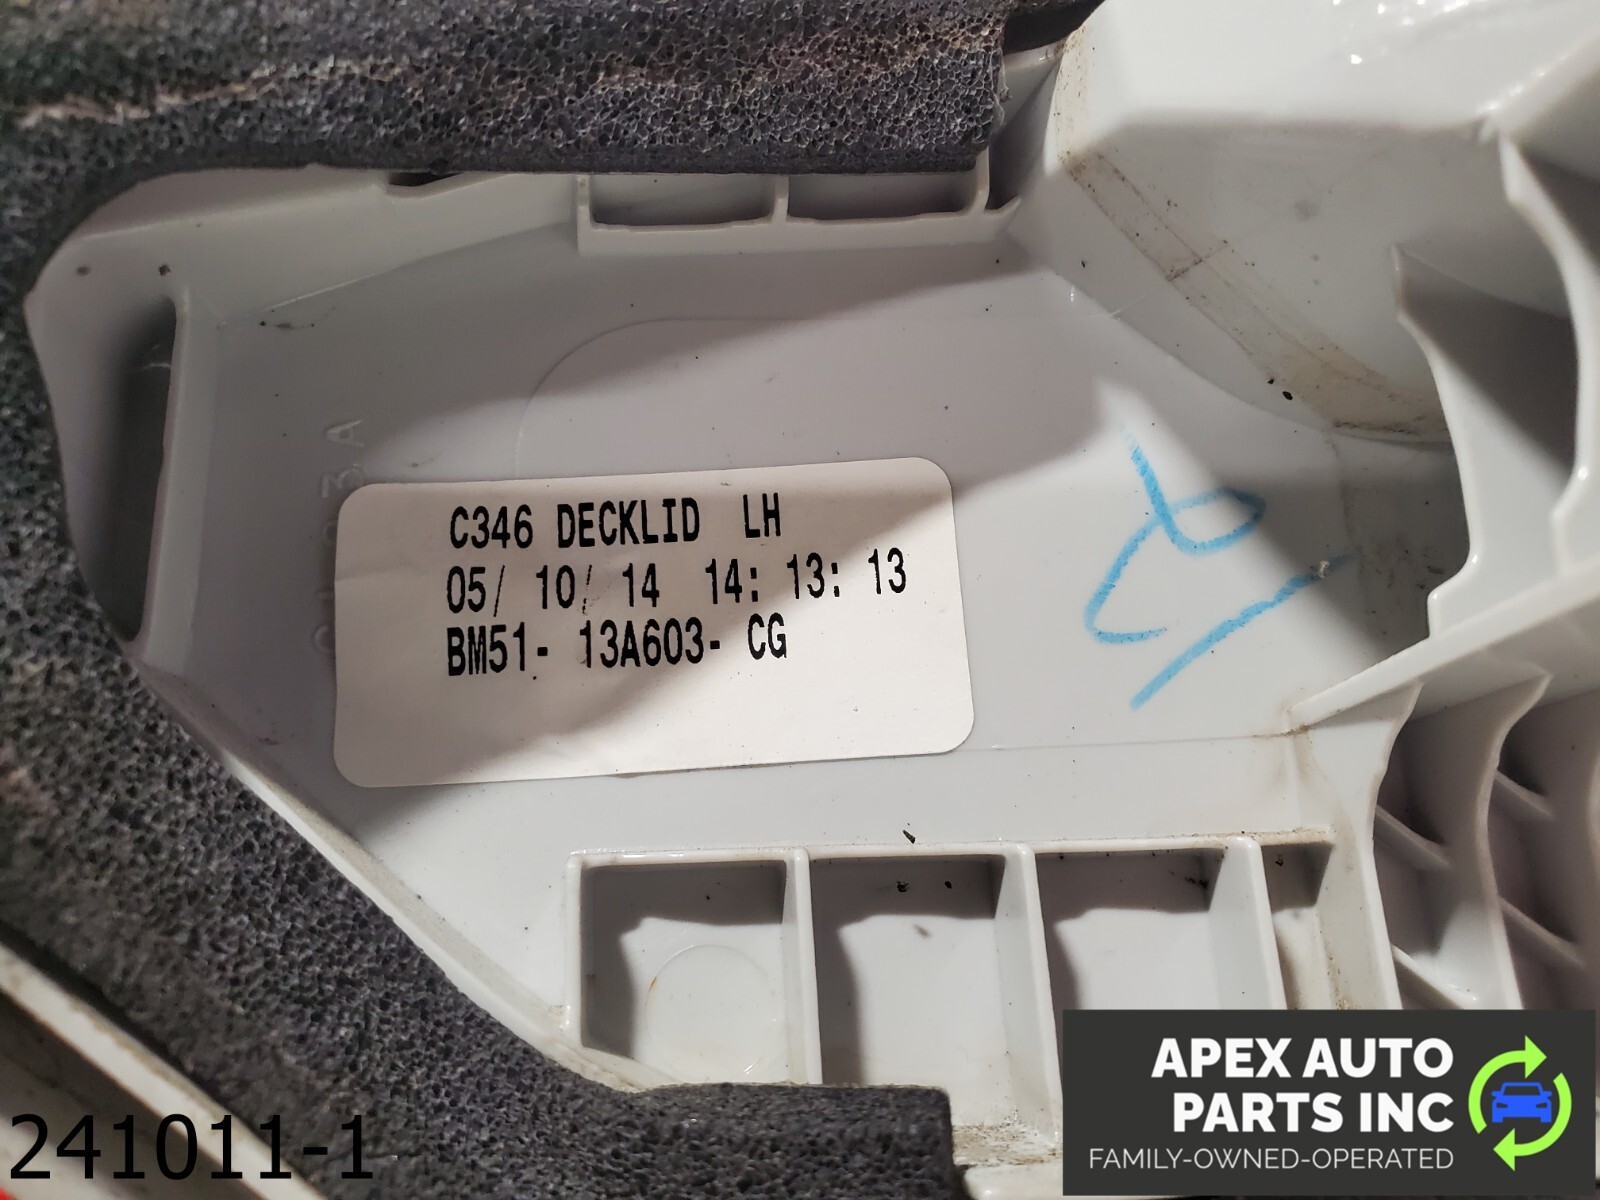 C346 DECKLID LH
05/ 10/ 14 14: 13: 13
BM51- 13A603- CG
241011-1
APEX AUTO
PARTS INC
FAMILY-OWNED-OPERATED